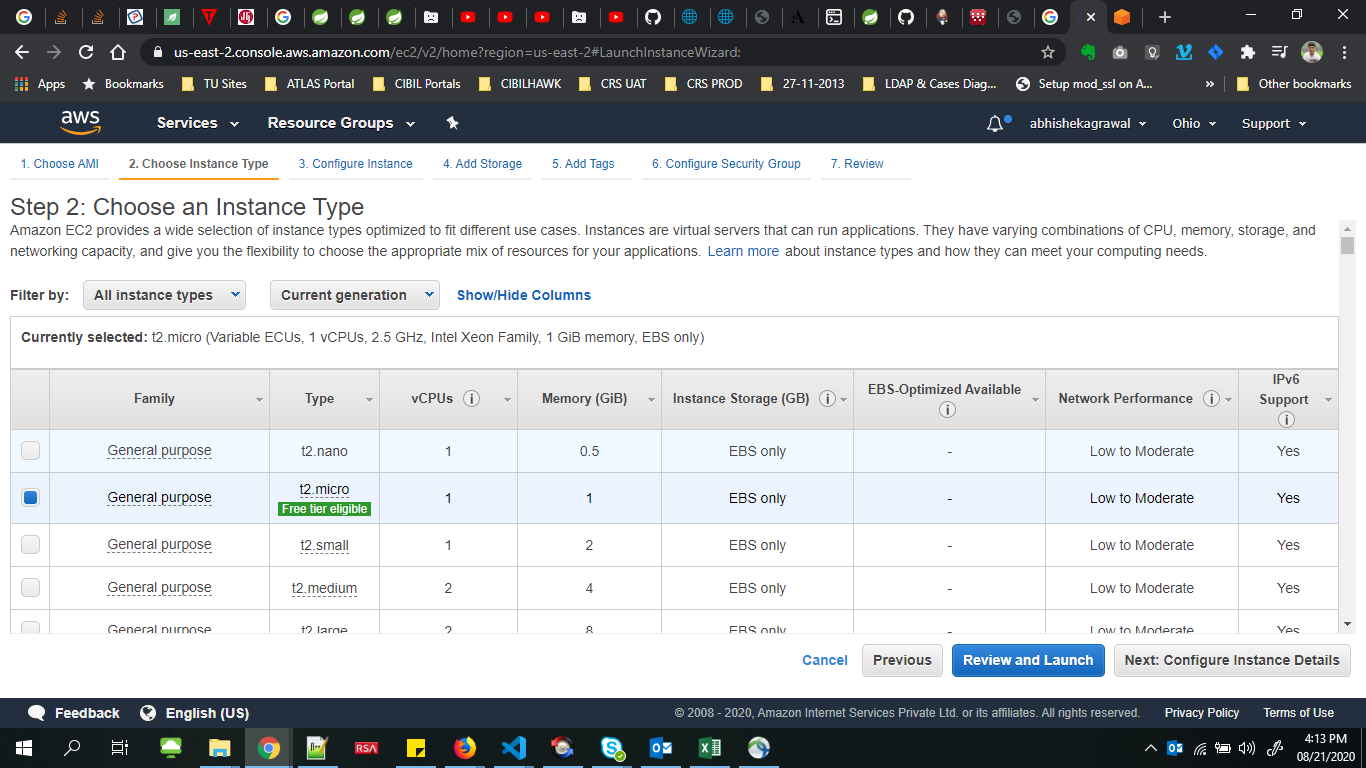 us-east-2.console.aws.amazon.com/ec2/v2/home?region=us-east-2#LaunchInstanceWizard:
Apps Bookmarks TU Sites ATLAS Portal CIBIL Portals CIBILHAWK CRS UAT CRS PROD 27-11-2013 LDAP & Cases Diag... Setup mod_ssl on A... » Other bookmarks
aws Services Resource Groups abhishekagrawal Ohio Support
1. Choose AMI 2. Choose Instance Type 3. Configure Instance 4. Add Storage 5. Add Tags 6. Configure Security Group 7. Review
Step 2: Choose an Instance Type
Amazon EC2 provides a wide selection of instance types optimized to fit different use cases. Instances are virtual servers that can run applications. They have varying combinations of CPU, memory, storage, and
networking capacity, and give you the flexibility to choose the appropriate mix of resources for your applications. Learn more about instance types and how they can meet your computing needs.
Filter by: All instance types Current generation Show/Hide Columns
Currently selected: t2.micro (Variable ECUs, 1 vCPUs, 2.5 GHz, Intel Xeon Family, 1 GiB memory, EBS only)
Family Type vCPUs Memory (GiB) Instance Storage (GB) EBS-Optimized Available Network Performance IPv6 Support
General purpose t2.nano 1 0.5 EBS only - Low to Moderate Yes
General purpose t2.micro 1 1 EBS only - Low to Moderate Yes
Free tier eligible
General purpose t2.small 1 2 EBS only - Low to Moderate Yes
General purpose t2.medium 2 4 EBS only - Low to Moderate Yes
General purpose t2.large 2 8 EBS only - Low to Moderate Yes
Cancel Previous Review and Launch Next: Configure Instance Details
Feedback English (US) © 2008 - 2020, Amazon Internet Services Private Ltd. or its affiliates. All rights reserved. Privacy Policy Terms of Use
RSA
4:13 PM
08/21/2020